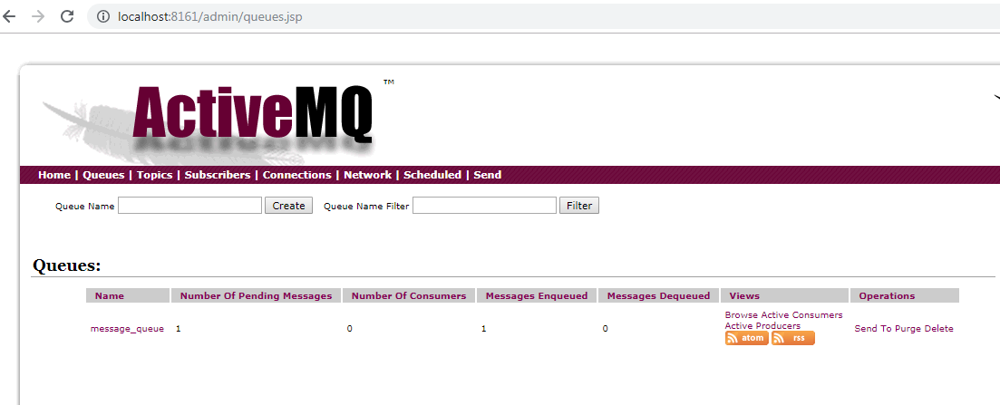 localhost:8161/admin/queues.jsp
ActiveMQ ™
Home | Queues | Topics | Subscribers | Connections | Network | Scheduled | Send
Queue Name Create Queue Name Filter Filter
Queues:
Name Number Of Pending Messages Number Of Consumers Messages Enqueued Messages Dequeued Views Operations
message_queue 1 0 1 0 Browse Active Consumers
Active Producers
atom rss
Send To Purge Delete